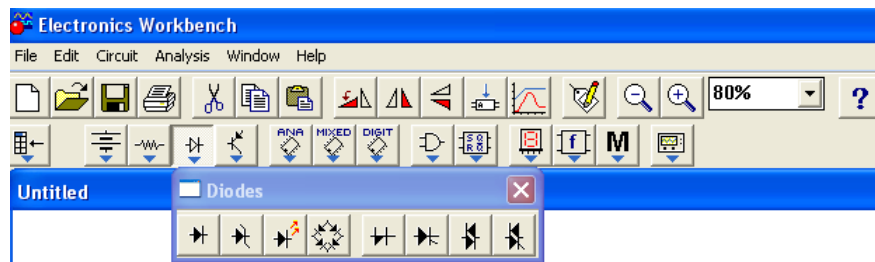 Electronics Workbench
File Edit Circuit Analysis Window Help
80% ?
ANA MIXED DIGIT
f M
Untitled
Diodes